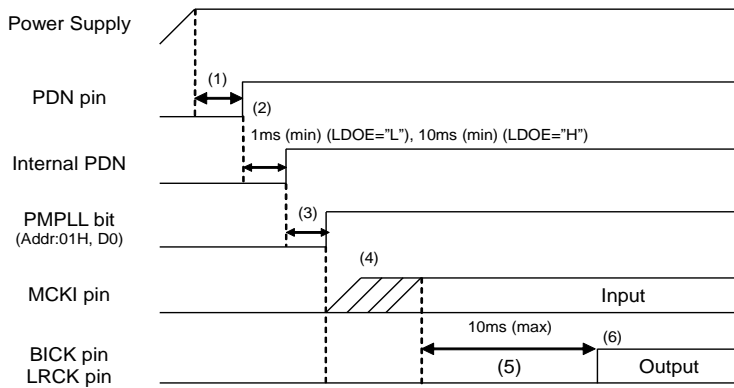 Power Supply
(1)
PDN pin
(2)
1ms (min) (LDOE="L"), 10ms (min) (LDOE="H")
Internal PDN
PMPLL bit
(Addr:01H, D0)
(3)
(4)
MCKI pin
Input
10ms (max)
(6)
BICK pin
LRCK pin
(5)
Output